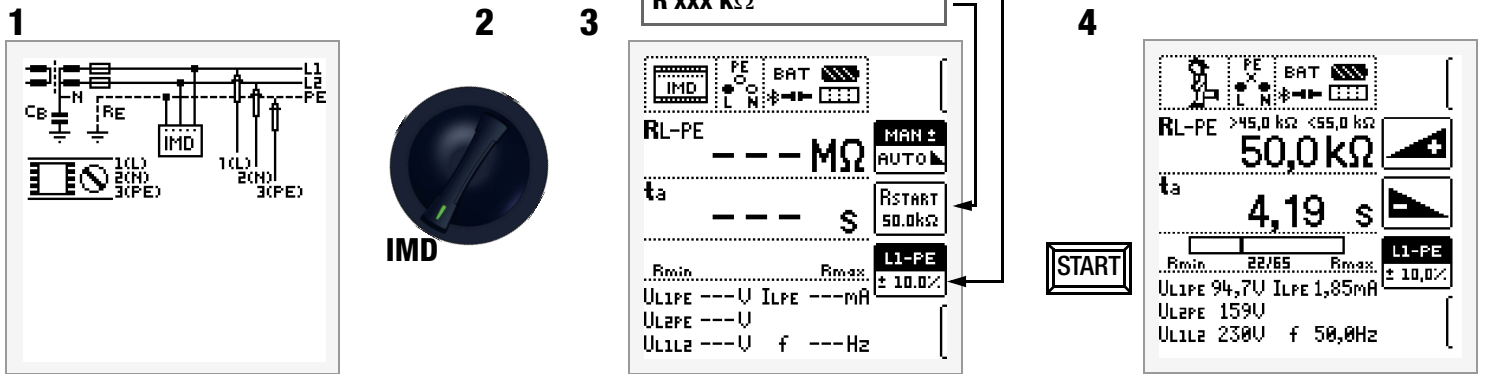 R XXX KΩ
1
2
3
4
L1
L2
PE
N
CB
RE
IMD
1(L)
2(N)
3(PE)
1(L)
2(N)
3(PE)
IMD
IMD
PE
L N
BAT
RL-PE
– – – MΩ
MAN ±
AUTO
ta
– – – s
RSTART
50.0kΩ
Rmin Rmax
L1-PE
± 10.0%
UL1PE ---V ILPE ---mA
UL2PE ---V
UL1L2 ---V f ---Hz
START
PE
L N
BAT
RL-PE >45,0 kΩ <55,0 kΩ
50,0 kΩ
ta
4,19 s
Rmin 22/65 Rmax
L1-PE
± 10,0%
UL1PE 94,7V ILPE 1,85mA
UL2PE 159V
UL1L2 230V f 50,0Hz